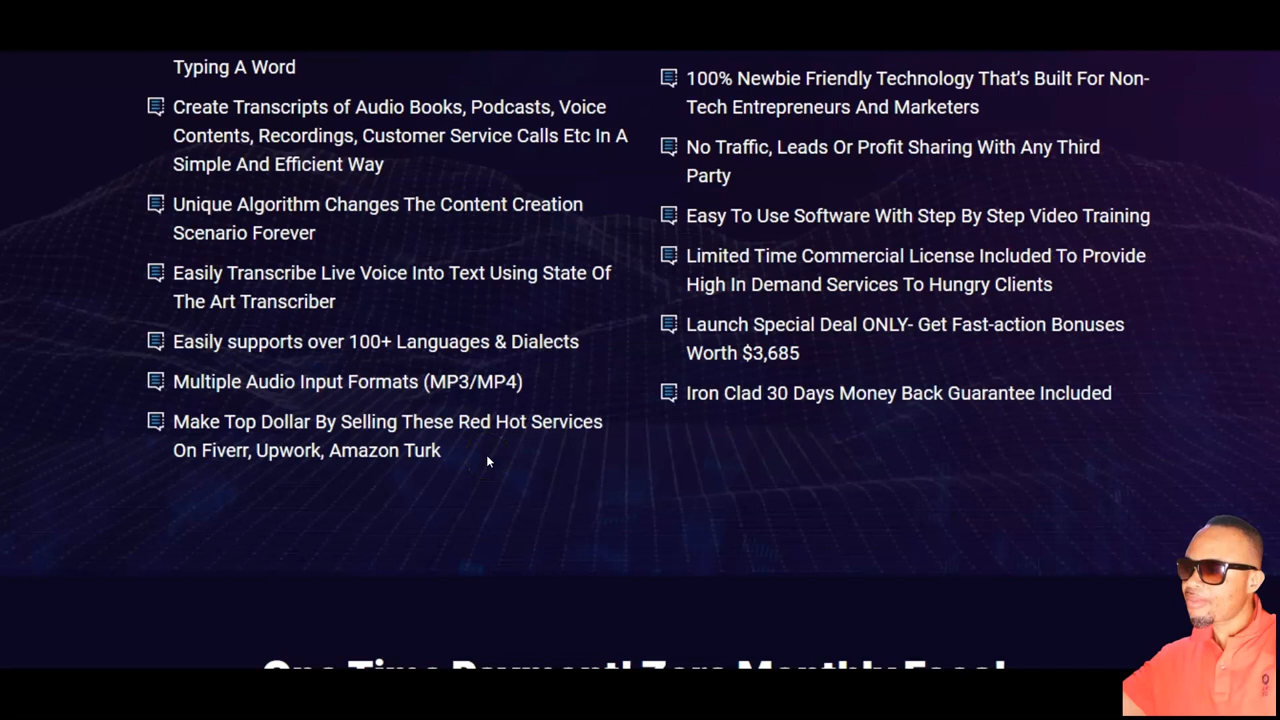 Typing A Word
Create Transcripts of Audio Books, Podcasts, Voice
Contents, Recordings, Customer Service Calls Etc In A
Simple And Efficient Way
Unique Algorithm Changes The Content Creation
Scenario Forever
Easily Transcribe Live Voice Into Text Using State Of
The Art Transcriber
Easily supports over 100+ Languages & Dialects
Multiple Audio Input Formats (MP3/MP4)
Make Top Dollar By Selling These Red Hot Services
On Fiverr, Upwork, Amazon Turk
100% Newbie Friendly Technology That's Built For Non-
Tech Entrepreneurs And Marketers
No Traffic, Leads Or Profit Sharing With Any Third
Party
Easy To Use Software With Step By Step Video Training
Limited Time Commercial License Included To Provide
High In Demand Services To Hungry Clients
Launch Special Deal ONLY- Get Fast-action Bonuses
Worth $3,685
Iron Clad 30 Days Money Back Guarantee Included
One Time Payment! Zero Monthly Fees!